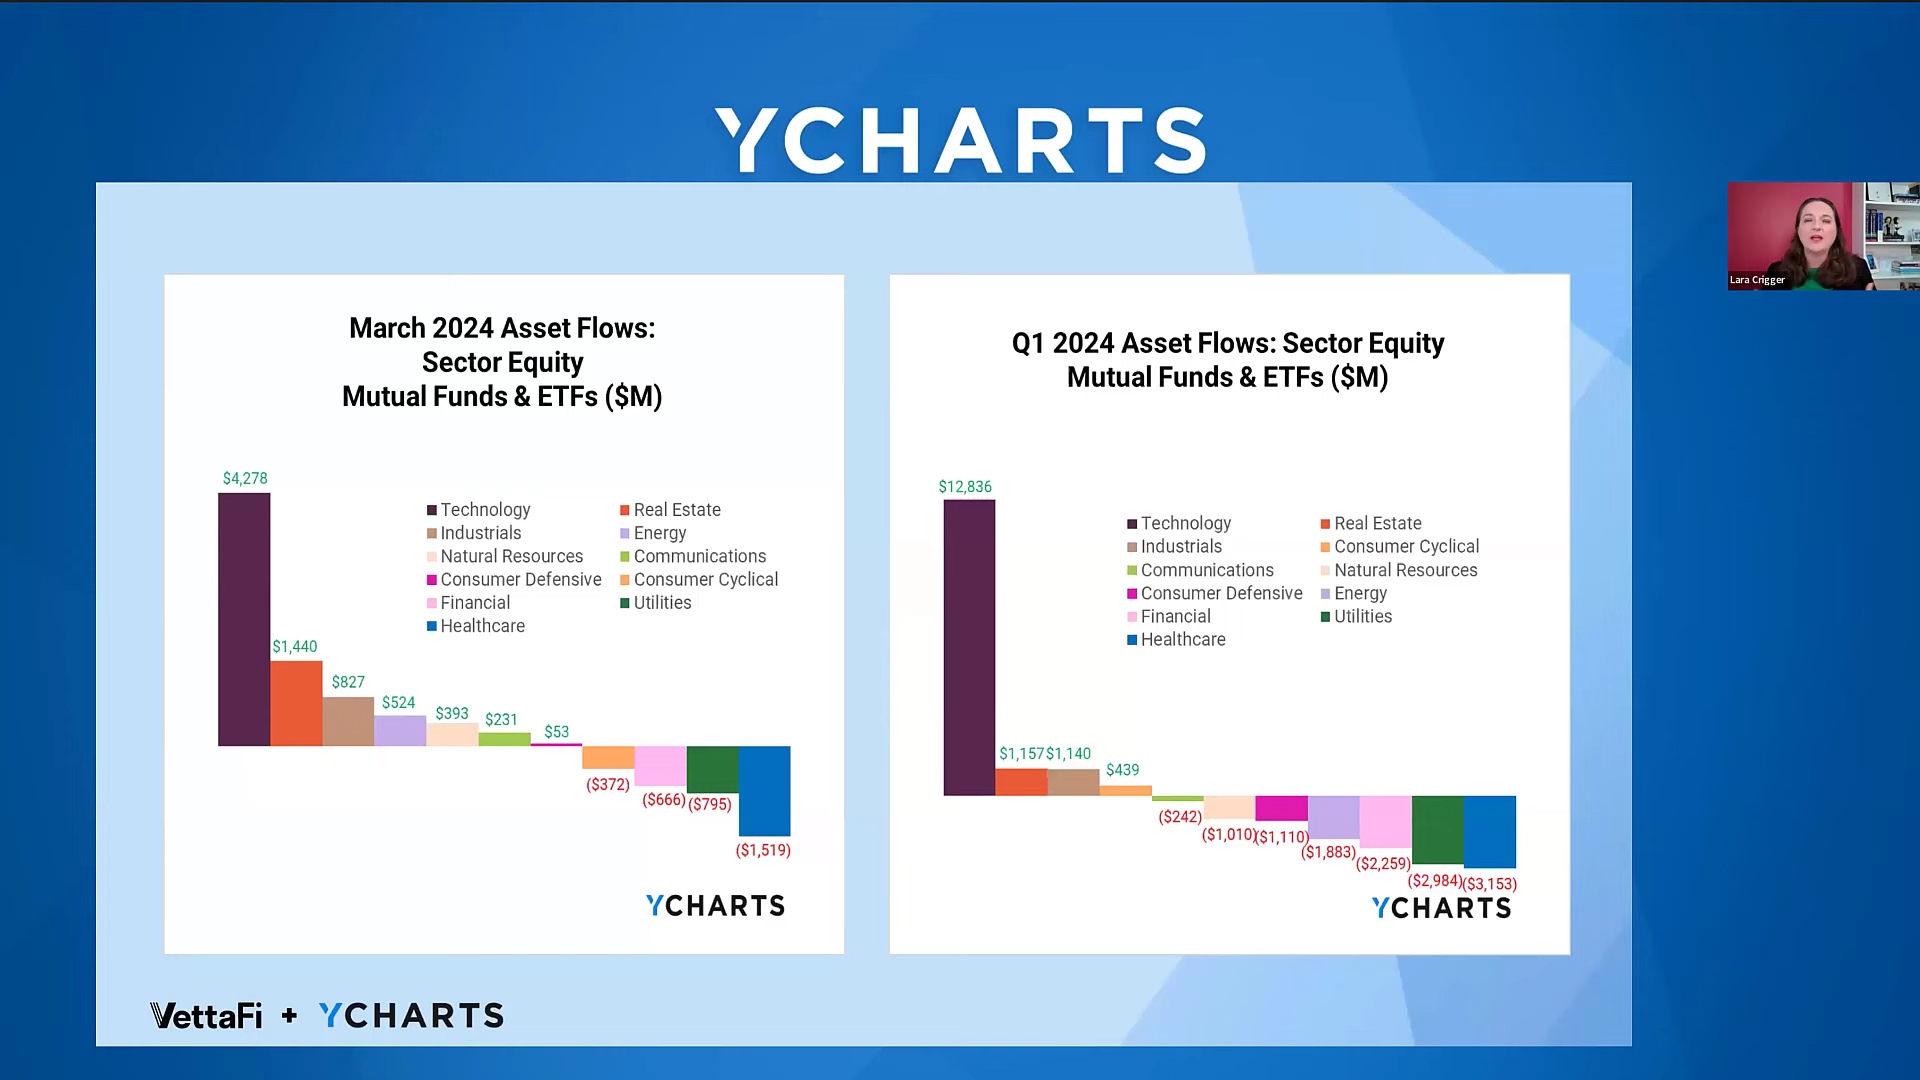 YCHARTS
Lara Crigger
March 2024 Asset Flows:
Sector Equity
Mutual Funds & ETFs ($M)
$4,278
$1,440
$827
$524
$393
$231
$53
($372)
($666)
($795)
($1,519)
Technology
Real Estate
Industrials
Energy
Natural Resources
Communications
Consumer Defensive
Consumer Cyclical
Financial
Utilities
Healthcare
YCHARTS
Q1 2024 Asset Flows: Sector Equity
Mutual Funds & ETFs ($M)
$12,836
$1,157
$1,140
$439
($242)
($1,010)
($1,110)
($1,883)
($2,259)
($2,984)
($3,153)
Technology
Real Estate
Industrials
Consumer Cyclical
Communications
Natural Resources
Consumer Defensive
Energy
Financial
Utilities
Healthcare
YCHARTS
VettaFi + YCHARTS